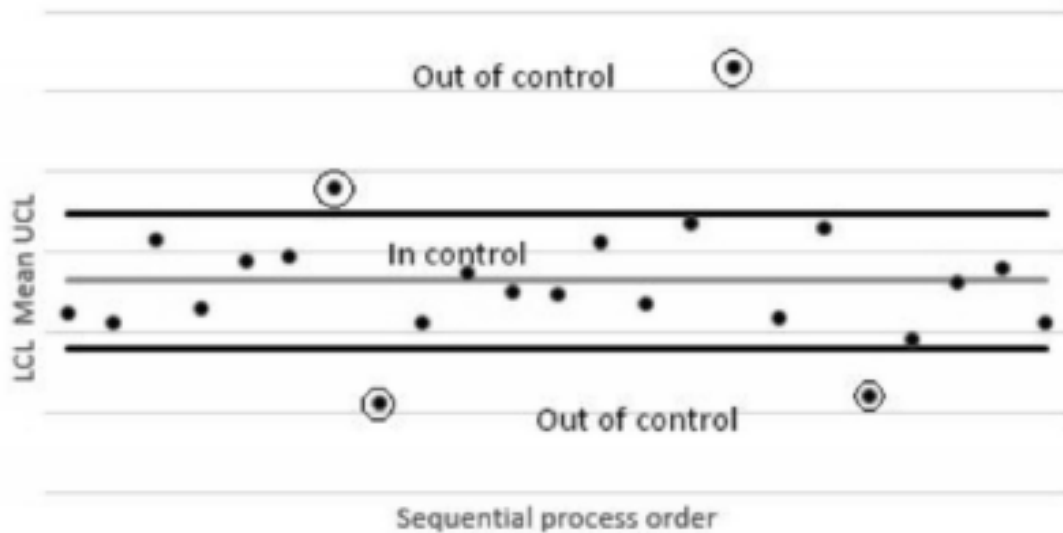 Out of control
In control
LCL Mean UCL
Out of control
Sequential process order